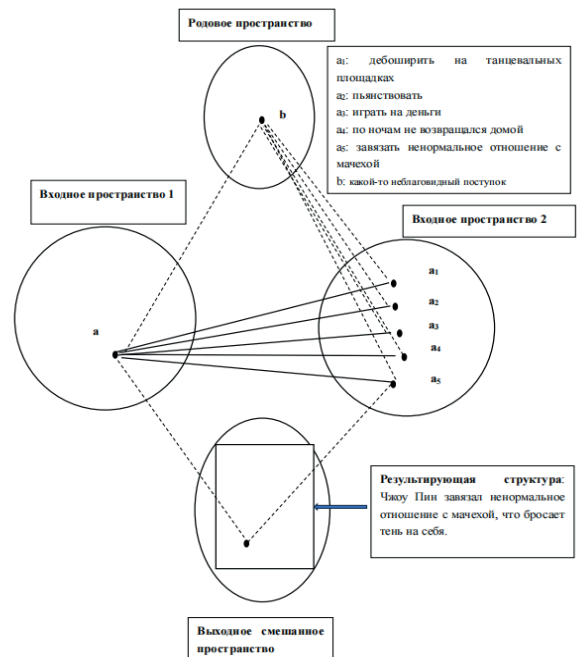 Родовое пространство
a₁: дебоширить на танцевальных
площадках
a₂: пьянствовать
a₃: играть на деньги
a₄: по ночам не возвращался домой
a₅: завязать ненормальное отношение с
мачехой
b: какой-то неблаговидный поступок
b
Входное пространство 1
Входное пространство 2
a₁
a₂
a₃
a
a₄
a₅
Результирующая структура:
Чжоу Пин завязал ненормальное
отношение с мачехой, что бросает
тень на себя.
Выходное смешанное
пространство